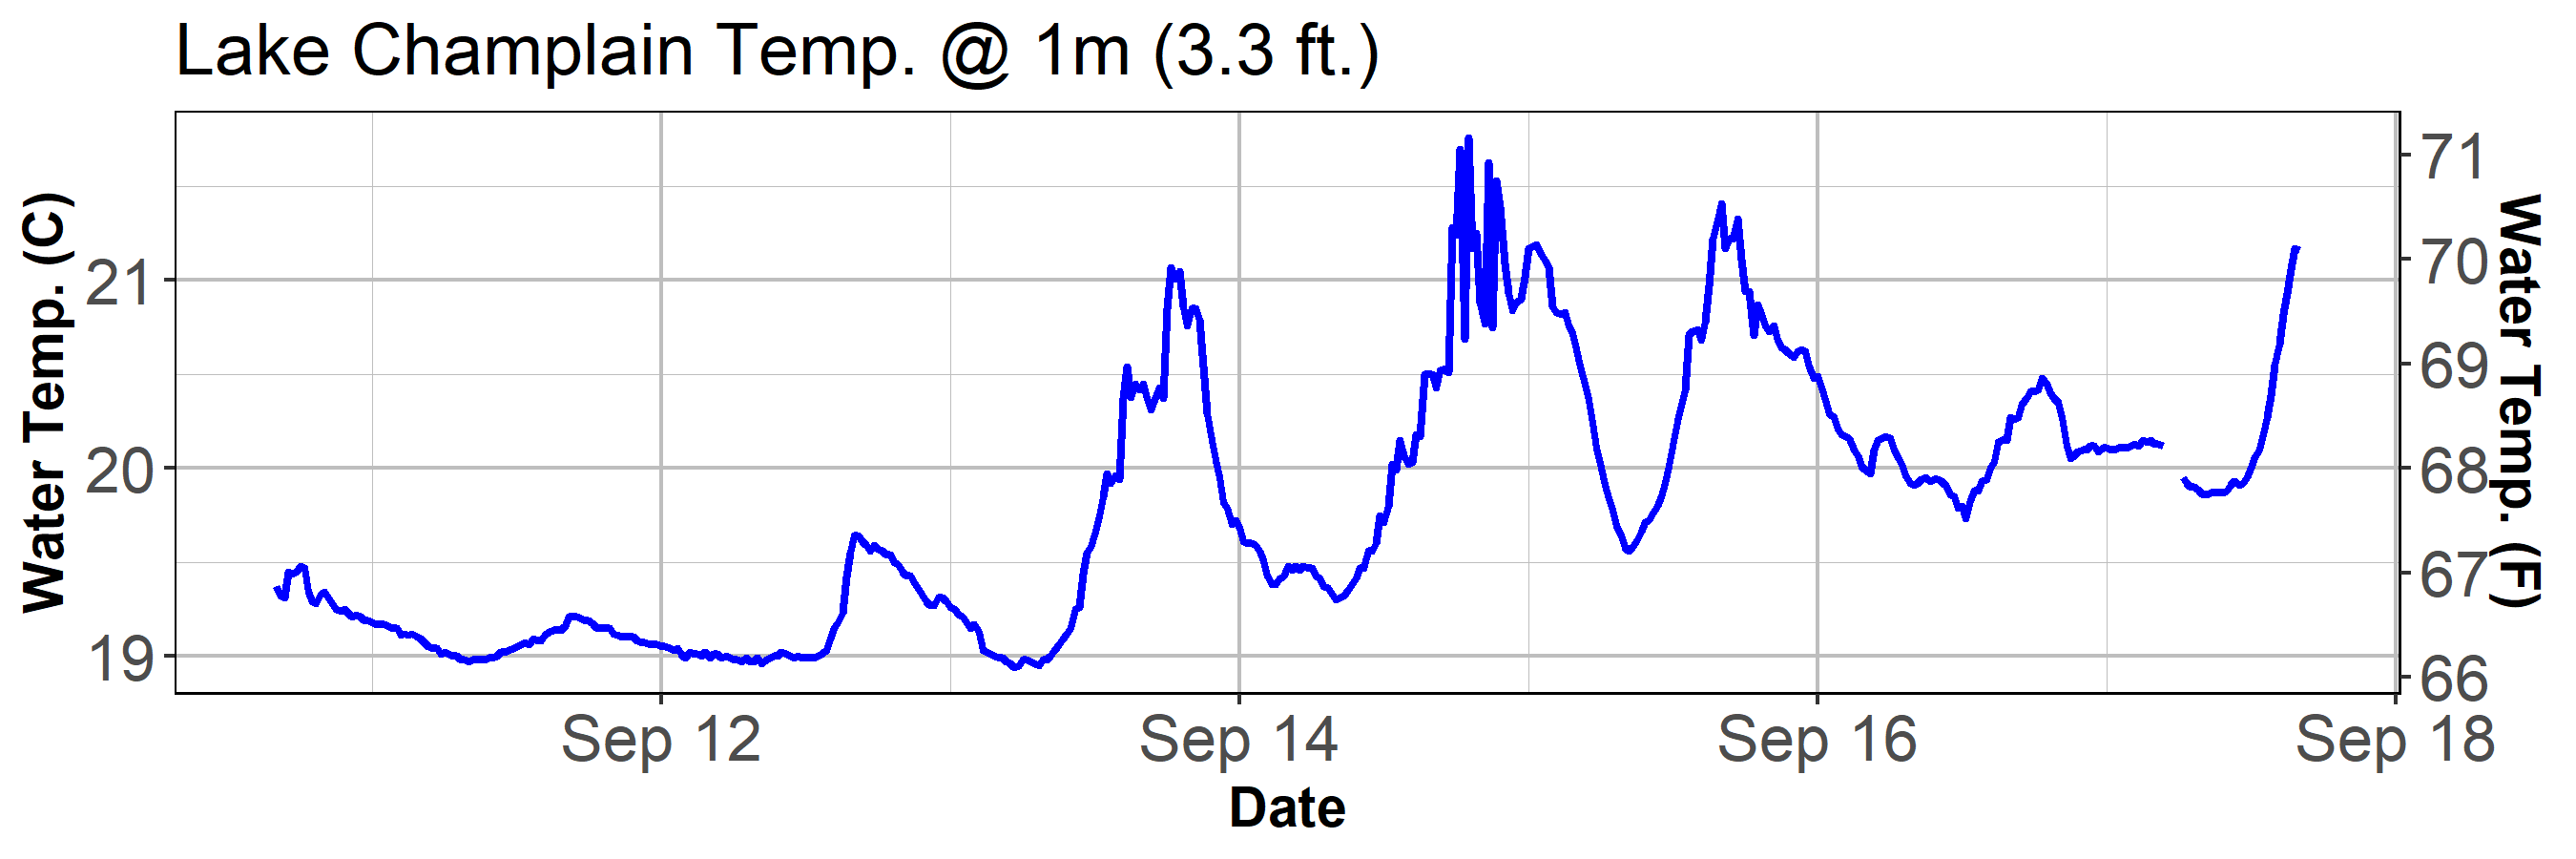 Lake Champlain Temp. @ 1m (3.3 ft.)
Water Temp. (C)
21
20
19
71
70
69
68
67
66
Water Temp. (F)
Sep 12
Sep 14
Sep 16
Sep 18
Date